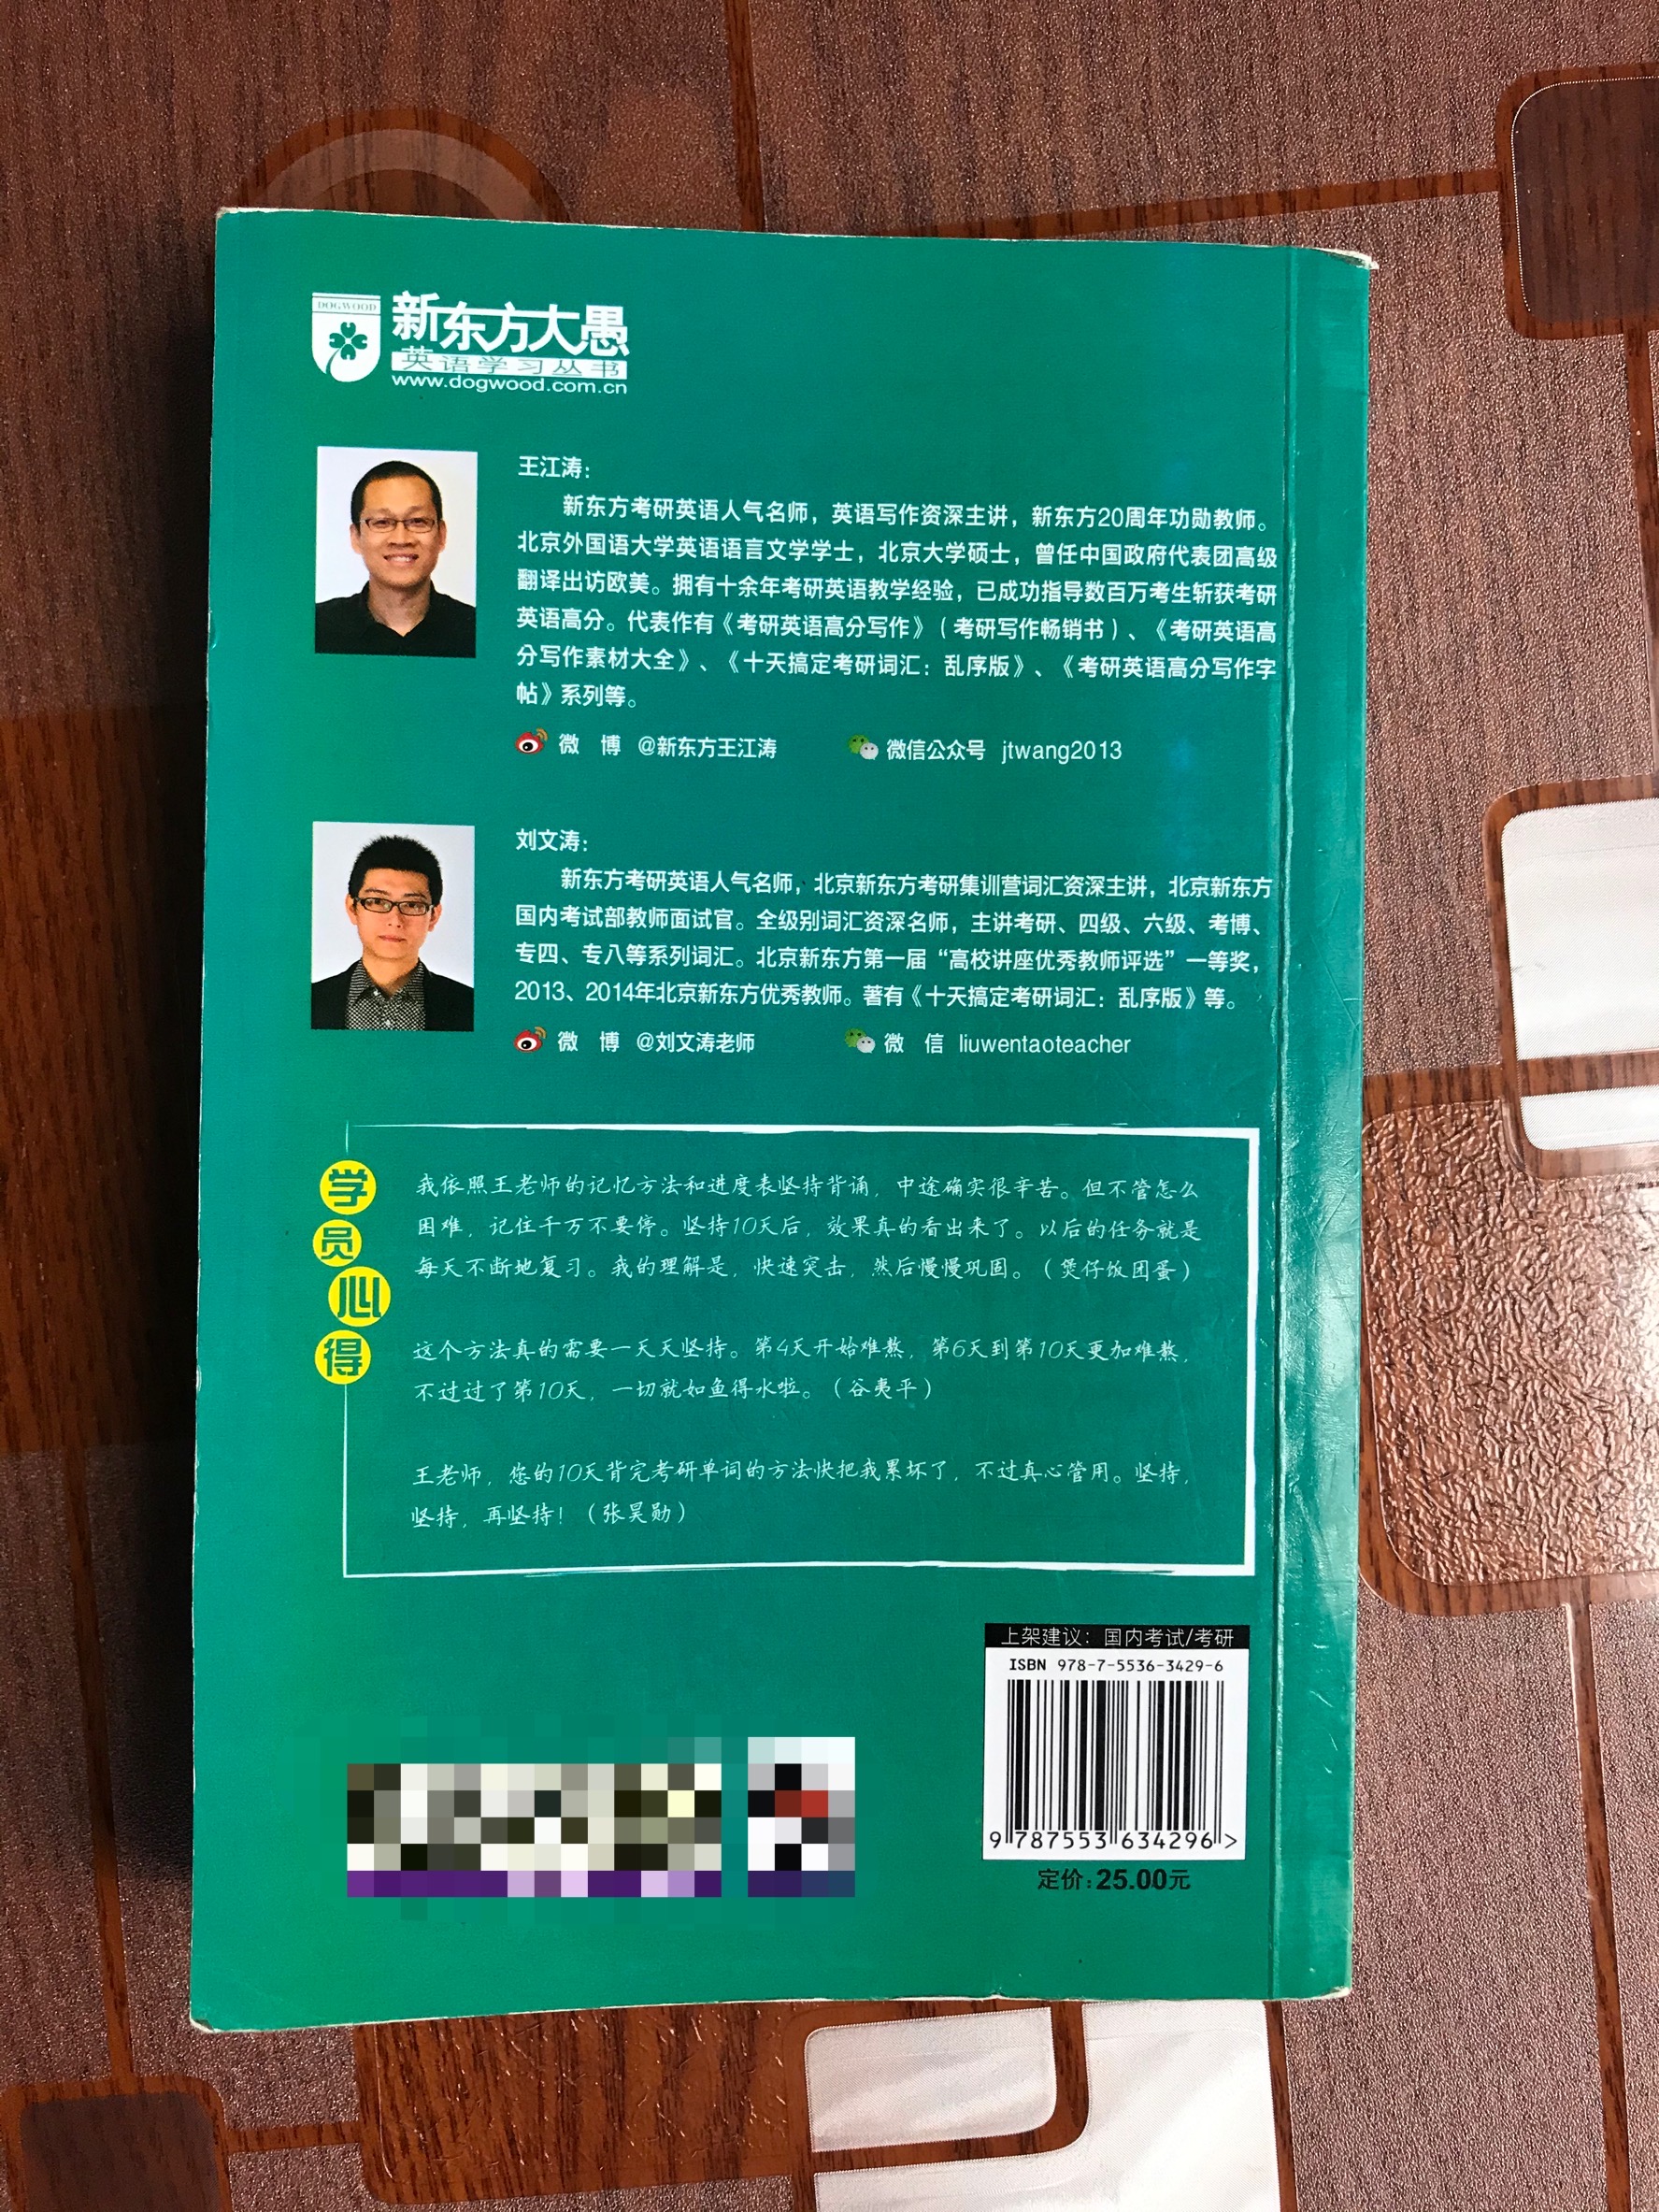 DOGWOOD
新东方大愚
英语学习丛书
www.dogwood.com.cn
王江涛：
新东方考研英语人气名师，英语写作资深主讲，新东方20周年功勋教师。
北京外国语大学英语语言文学学士，北京大学硕士，曾任中国政府代表团高级
翻译出访欧美。拥有十余年考研英语教学经验，已成功指导数百万考生斩获考研
英语高分。代表作有《考研英语高分写作》（考研写作畅销书）、《考研英语高
分写作素材大全》、《十天搞定考研词汇：乱序版》、《考研英语高分写作字
帖》系列等。
微 博 @新东方王江涛 微信公众号 jtwang2013
刘文涛：
新东方考研英语人气名师，北京新东方考研集训营词汇资深主讲，北京新东方
国内考试部教师面试官。全级别词汇资深名师，主讲考研、四级、六级、考博、
专四、专八等系列词汇。北京新东方第一届“高校讲座优秀教师评选”一等奖，
2013、2014年北京新东方优秀教师。著有《十天搞定考研词汇：乱序版》等。
微 博 @刘文涛老师 微 信 liuwentaoteacher
学员心得
我依照王老师的记忆方法和进度表坚持背诵，中途确实很辛苦。但不管怎么
困难，记住千万不要停。坚持10天后，效果真的看出来了。以后的任务就是
每天不断地复习。我的理解是，快速突击，然后慢慢巩固。（煲仔饭团蛋）
这个方法真的需要一天天坚持。第4天开始难熬，第6天到第10天更加难熬，
不过过了第10天，一切就如鱼得水啦。（谷夷平）
王老师，您的10天背完考研单词的方法快把我累坏了，不过真心管用。坚持，
坚持，再坚持！（张昊勋）
上架建议：国内考试/考研
ISBN 978-7-5536-3429-6
9 787553 634296 >
定价：25.00元